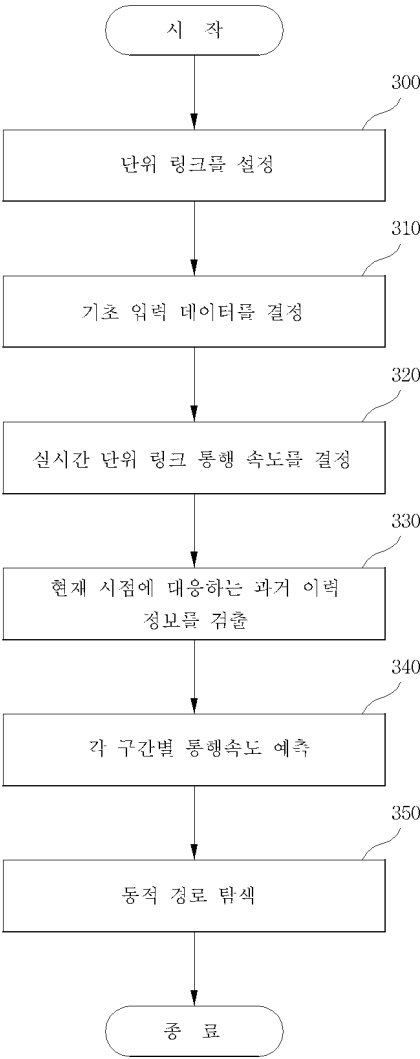 시 작
300
단위 링크를 설정
310
기초 입력 데이터를 결정
320
실시간 단위 링크 통행 속도를 결정
330
현재 시점에 대응하는 과거 이력
정보를 검출
340
각 구간별 통행속도 예측
350
동적 경로 탐색
종 료